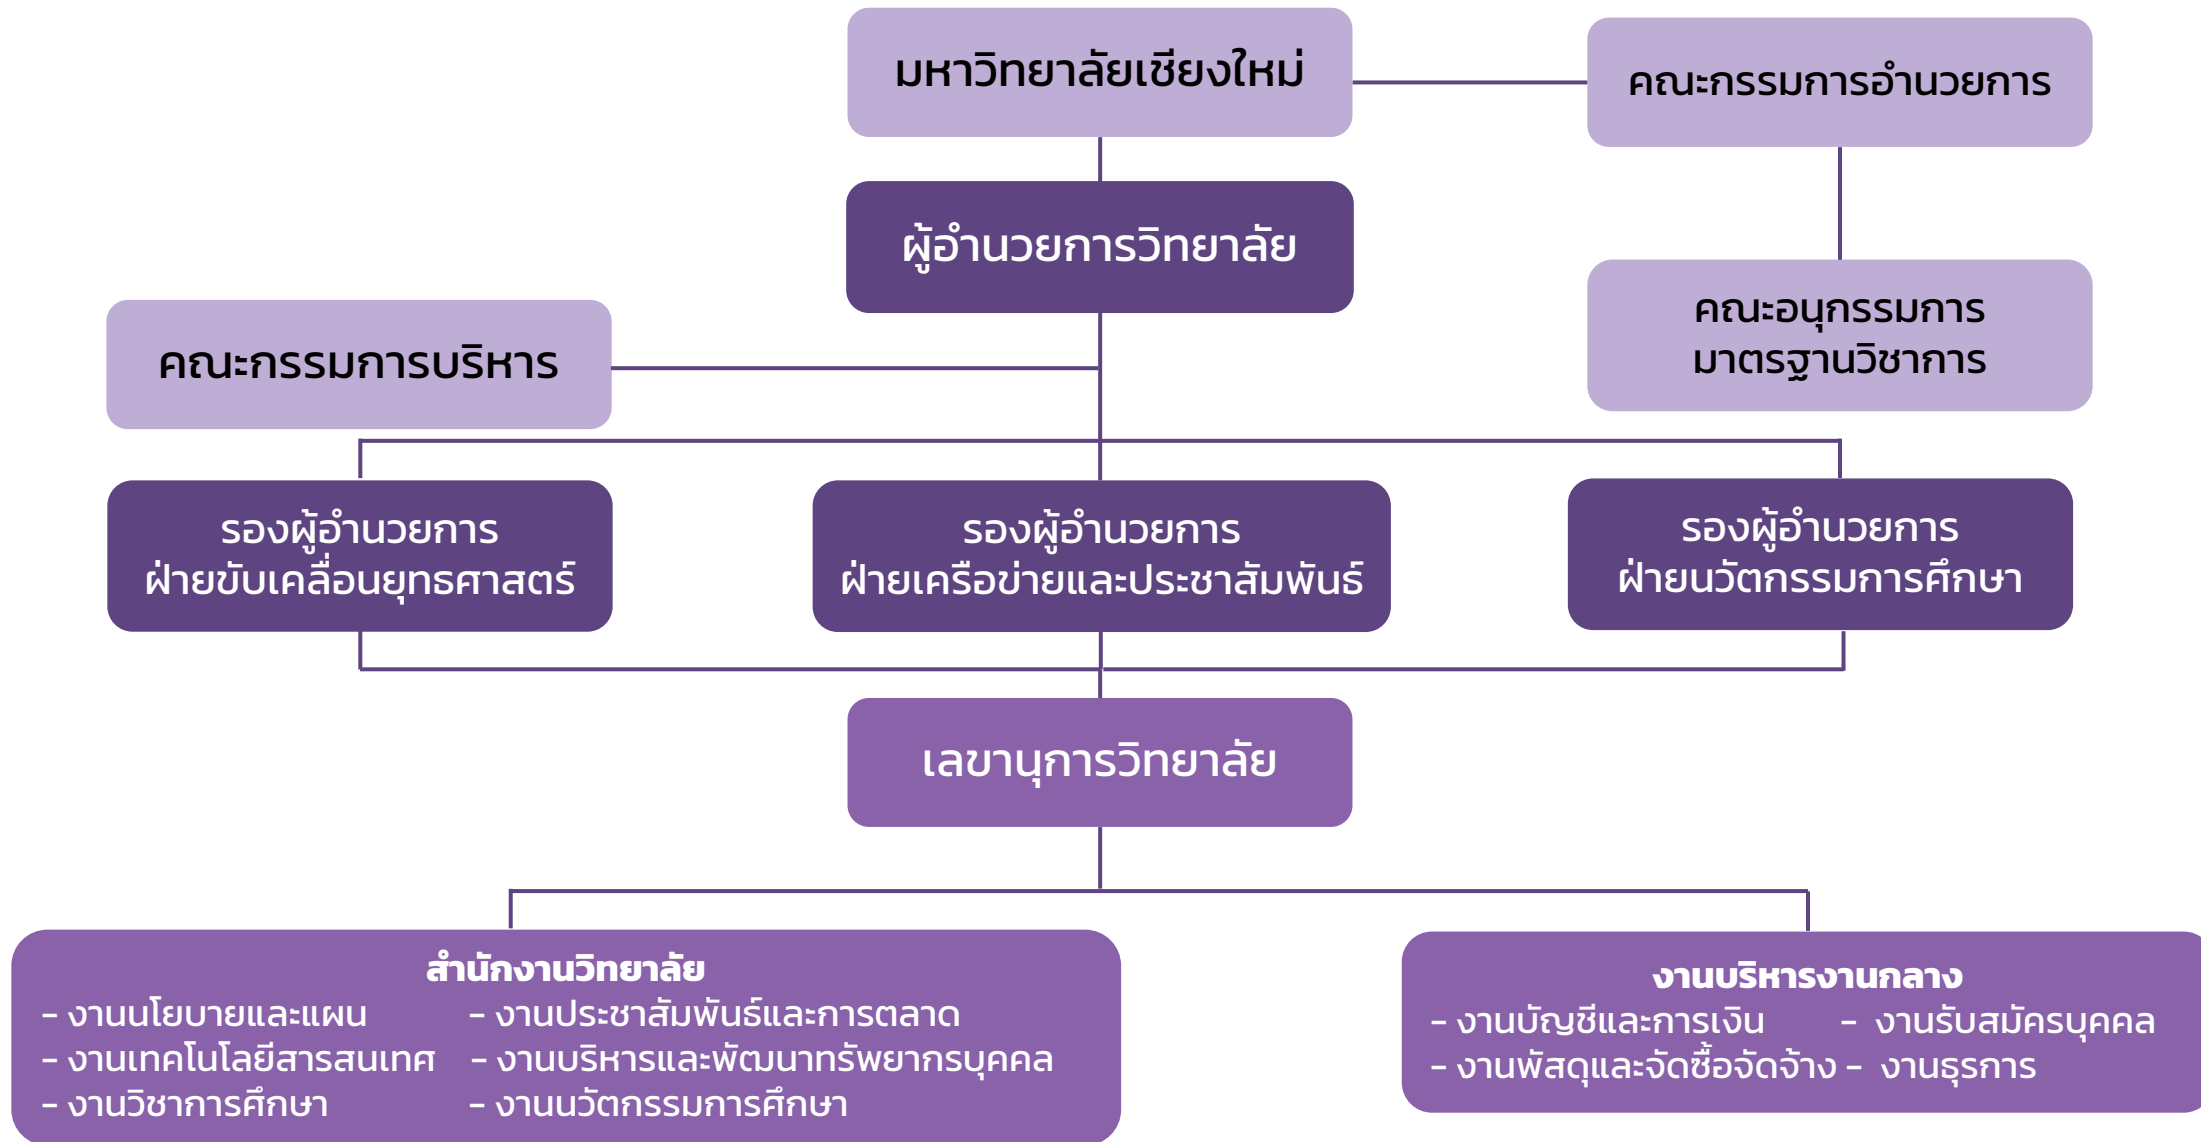 มหาวิทยาลัยเชียงใหม่
คณะกรรมการอำนวยการ
ผู้อำนวยการวิทยาลัย
คณะอนุกรรมการ
มาตรฐานวิชาการ
คณะกรรมการบริหาร
รองผู้อำนวยการ
ฝ่ายขับเคลื่อนยุทธศาสตร์
รองผู้อำนวยการ
ฝ่ายเครือข่ายและประชาสัมพันธ์
รองผู้อำนวยการ
ฝ่ายนวัตกรรมการศึกษา
เลขานุการวิทยาลัย
สำนักงานวิทยาลัย
- งานนโยบายและแผน - งานประชาสัมพันธ์และการตลาด
- งานเทคโนโลยีสารสนเทศ - งานบริหารและพัฒนาทรัพยากรบุคคล
- งานวิชาการศึกษา - งานนวัตกรรมการศึกษา
งานบริหารงานกลาง
- งานบัญชีและการเงิน - งานรับสมัครบุคคล
- งานพัสดุและจัดซื้อจัดจ้าง - งานธุรการ